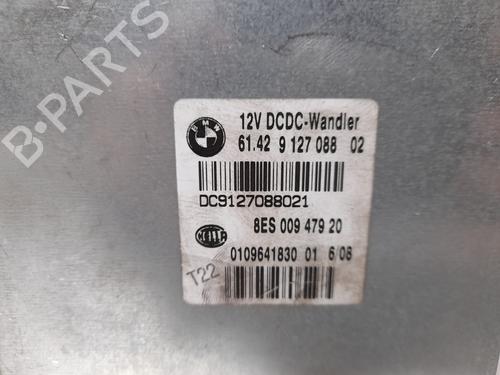 B-PARTS
BMW
12V DCDC-Wandler
61.42 9 127 088 02
DC9127088021
8ES 009 479 20
HELLA
0109641830 01 6/08
T22